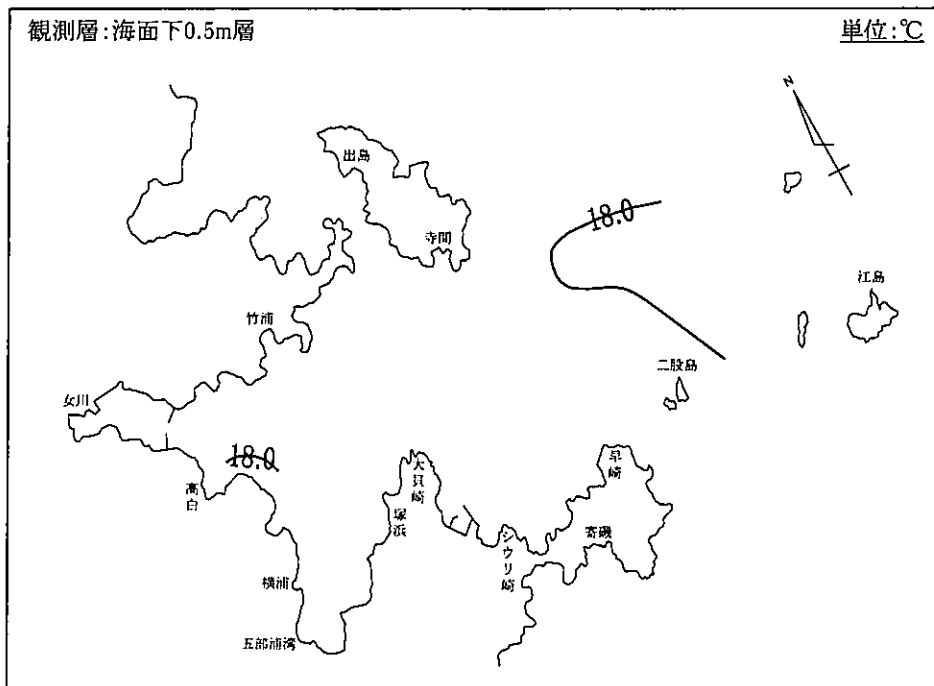 観測層:海面下0.5m層
単位:℃
N
出島
18.0
寺間
江島
竹浦
二股島
女川
18.0
高白
大貝崎
早崎
塚浜
寄磯
シウリ崎
横浦
五部浦湾